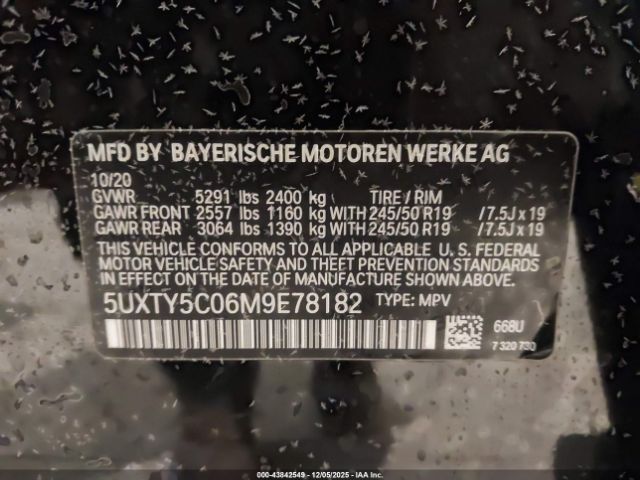 MFD BY BAYERISCHE MOTOREN WERKE AG
10/20
GVWR 5291 lbs 2400 kg TIRE / RIM
GAWR FRONT 2557 lbs 1160 kg WITH 245/50 R19 / 7.5J x 19
GAWR REAR 3064 lbs 1390 kg WITH 245/50 R19 / 7.5J x 19
THIS VEHICLE CONFORMS TO ALL APPLICABLE U. S. FEDERAL
MOTOR VEHICLE SAFETY AND THEFT PREVENTION STANDARDS
IN EFFECT ON THE DATE OF MANUFACTURE SHOWN ABOVE.
5UXTY5C06M9E78182 TYPE: MPV
668U
7 320 730
000-43842549 - 12/05/2025 - IAA Inc.